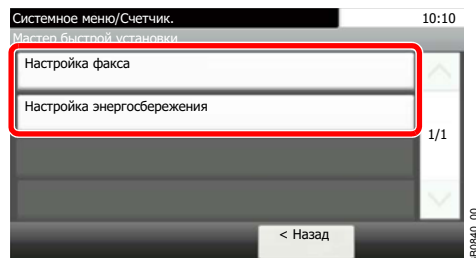 Системное меню/Счетчик. 10:10
Мастер быстрой установки
Настройка факса
Настройка энергосбережения
1/1
< Назад
B0840_00